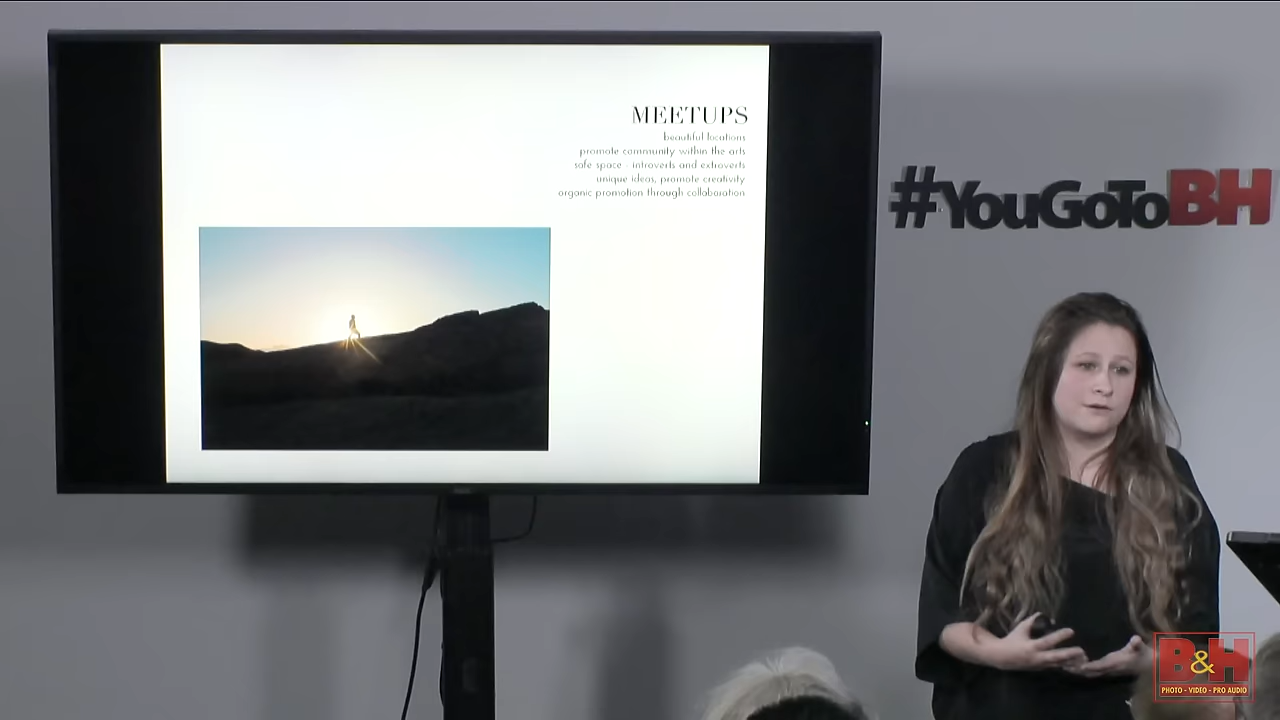 MEETUPS
beautiful locations
promote community within the arts
safe space - introverts and extroverts
unique ideas, promote creativity
organic promotion through collaboration
#YouGoToBH
B&H
PHOTO - VIDEO - PRO AUDIO